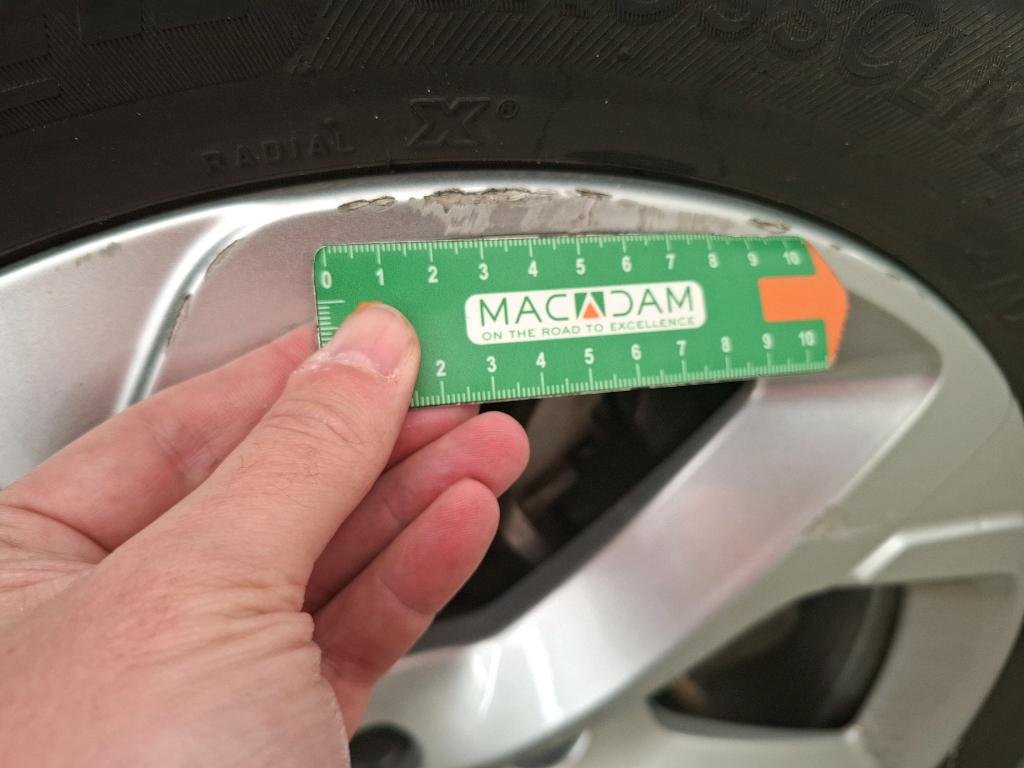 RADIAL X®
0 1 2 3 4 5 6 7 8 9 10
MACADAM
ON THE ROAD TO EXCELLENCE
2 3 4 5 6 7 8 9 10